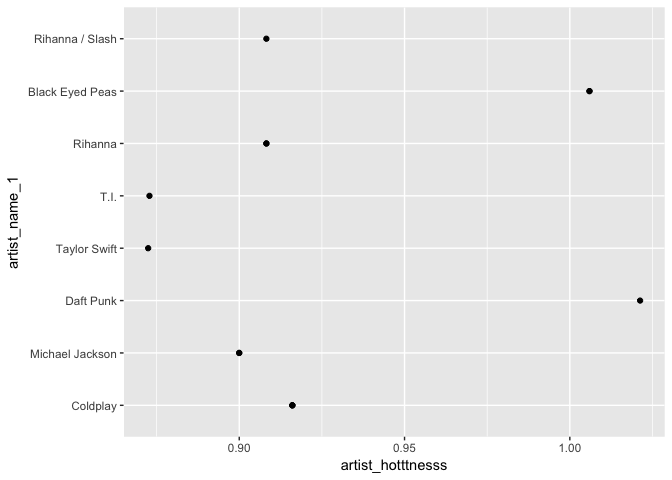 Rihanna / Slash
Black Eyed Peas
Rihanna
T.I.
Taylor Swift
Daft Punk
Michael Jackson
Coldplay
artist_name_1
0.90 0.95 1.00
artist_hotttnesss